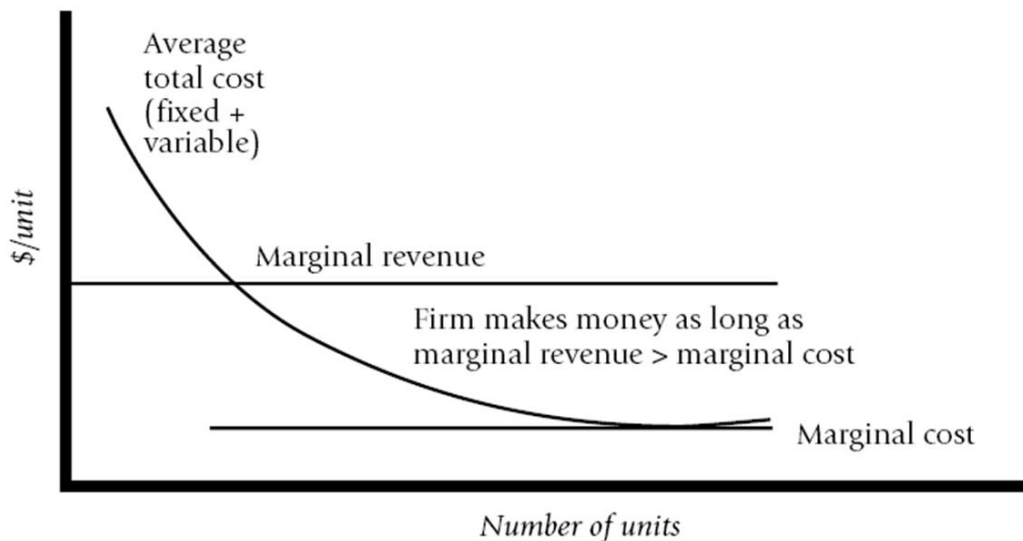 Average
total cost
(fixed +
variable)
$/unit
Marginal revenue
Firm makes money as long as
marginal revenue > marginal cost
Marginal cost
Number of units